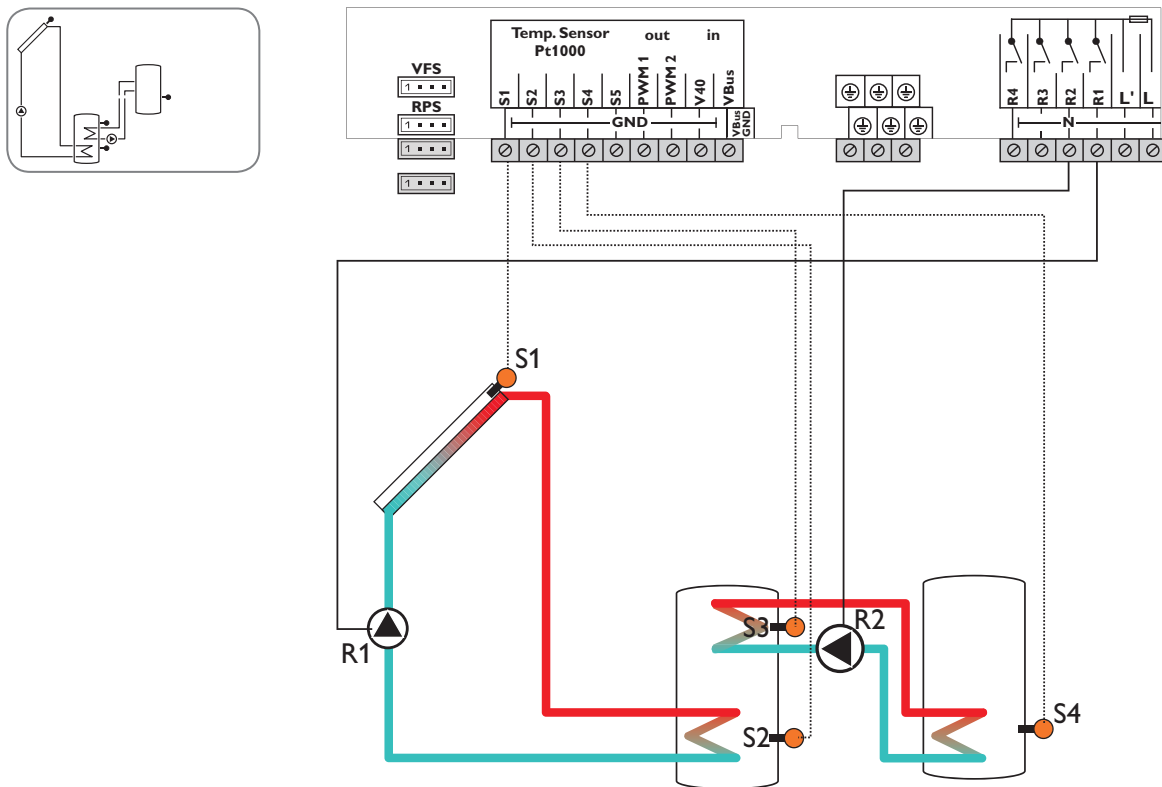 Temp. Sensor out in
Pt1000
VFS
RPS
1
1
1
1
S1 S2 S3 S4 S5 PWM 1 PWM 2 V40 VBus
GND
VBus
GND
R4 R3 R2 R1 L' L
N
S1
R1
S3
R2
S2
S4